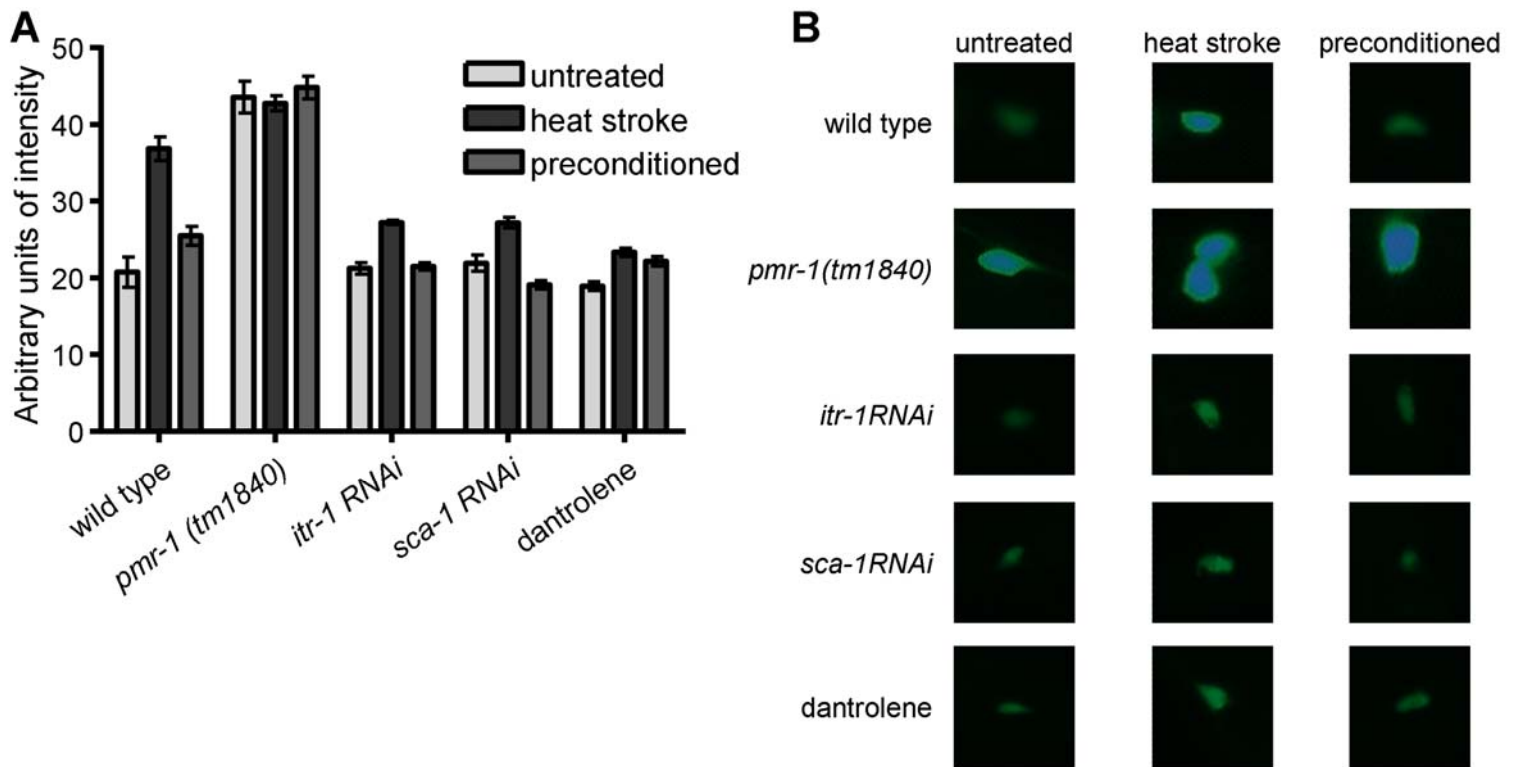 A
Arbitrary units of intensity
50
40
30
20
10
0
untreated
heat stroke
preconditioned
wild type
pmr-1 (tm1840)
itr-1 RNAi
sca-1 RNAi
dantrolene
B
untreated heat stroke preconditioned
wild type
pmr-1(tm1840)
itr-1RNAi
sca-1RNAi
dantrolene